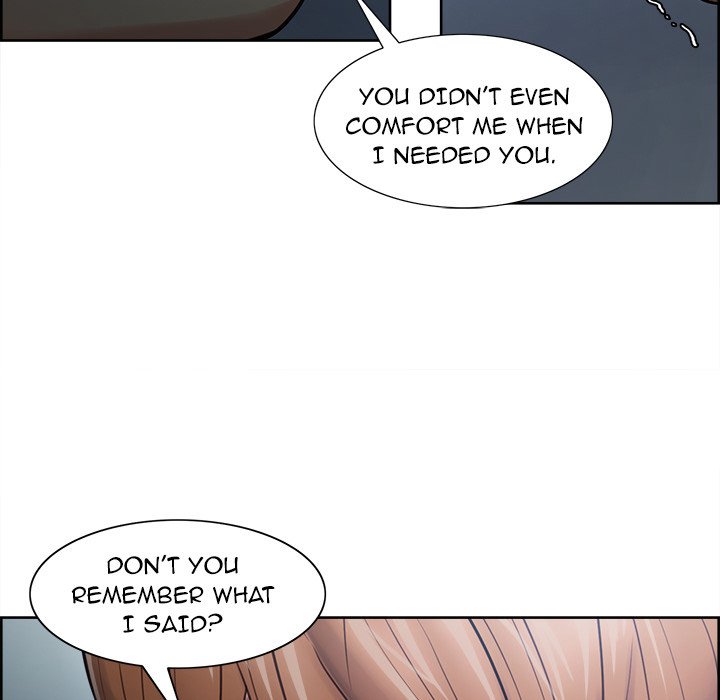 YOU DIDN'T EVEN
COMFORT ME WHEN
I NEEDED YOU.
DON'T YOU
REMEMBER WHAT
I SAID?